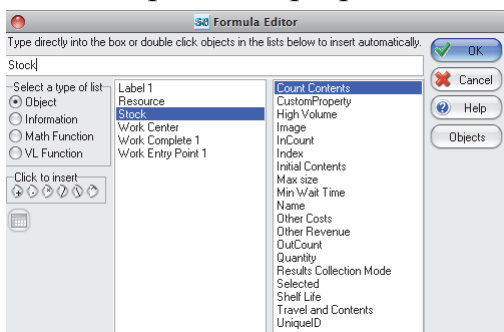 S8 Formula Editor
Type directly into the box or double click objects in the lists below to insert automatically.
Stock
Select a type of list
Object
Information
Math Function
VL Function
Click to insert
Label 1
Resource
Stock
Work Center
Work Complete 1
Work Entry Point 1
Count Contents
CustomProperty
High Volume
Image
InCount
Index
Initial Contents
Max size
Min Wait Time
Name
Other Costs
Other Revenue
OutCount
Quantity
Results Collection Mode
Selected
Shelf Life
Travel and Contents
UniqueID
OK
Cancel
Help
Objects